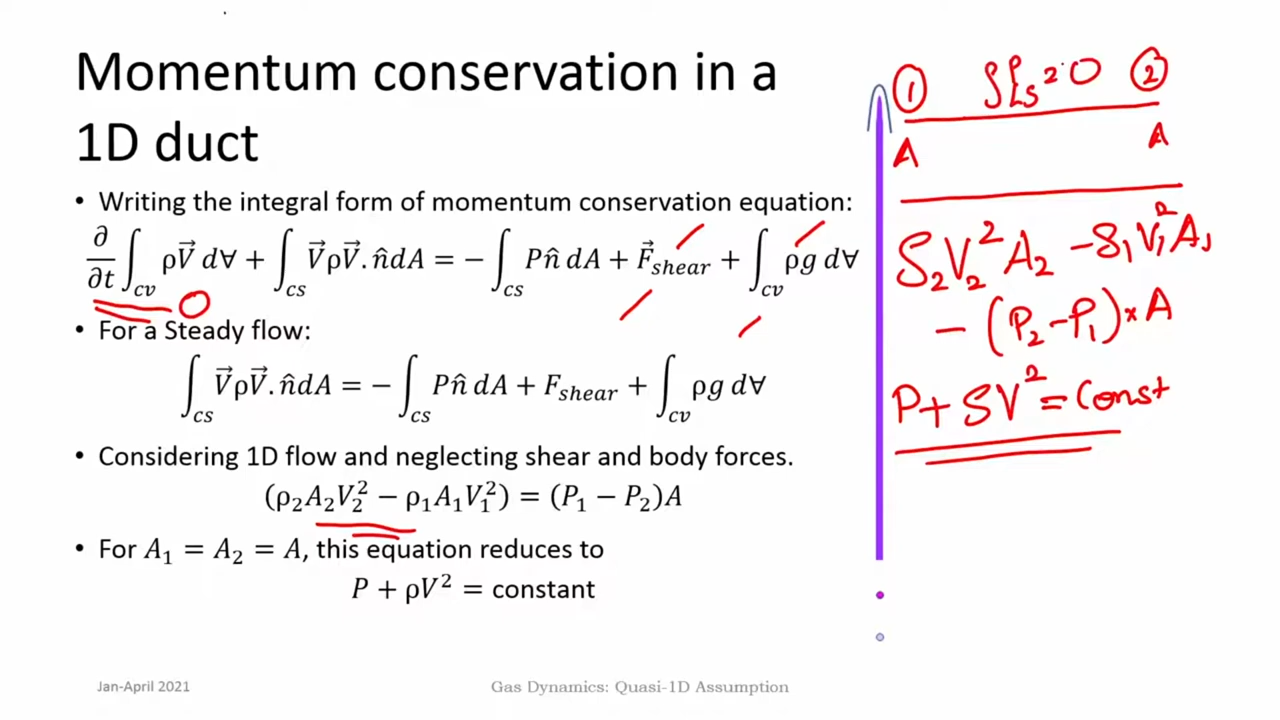 Momentum conservation in a
1D duct
• Writing the integral form of momentum conservation equation:
∂/∂t ∫cv ρV⃗ d∀ + ∫cs V⃗ρV⃗.n̂dA = −∫cs Pn̂ dA + F⃗shear + ∫cv ρg d∀
0
• For a Steady flow:
∫cs V⃗ρV⃗.n̂dA = −∫cs Pn̂ dA + Fshear + ∫cv ρg d∀
• Considering 1D flow and neglecting shear and body forces.
(ρ₂A₂V₂² − ρ₁A₁V₁²) = (P₁ − P₂)A
• For A₁ = A₂ = A, this equation reduces to
P + ρV² = constant
① ②
A A
ρ₂V₂²A₂ − ρ₁V₁²A₁
− (P₂ − P₁) × A
P + ρV² = Const
Jan-April 2021
Gas Dynamics: Quasi-1D Assumption